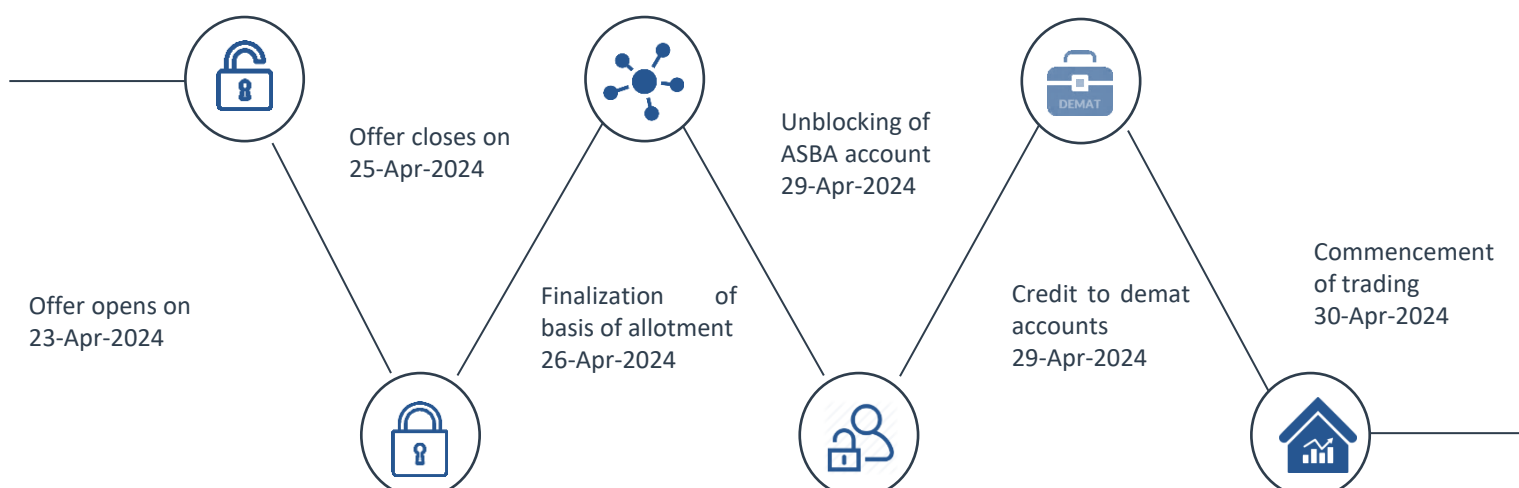 Offer opens on
23-Apr-2024
Offer closes on
25-Apr-2024
Finalization of
basis of allotment
26-Apr-2024
Unblocking of
ASBA account
29-Apr-2024
DEMAT
Credit to demat
accounts
29-Apr-2024
Commencement
of trading
30-Apr-2024